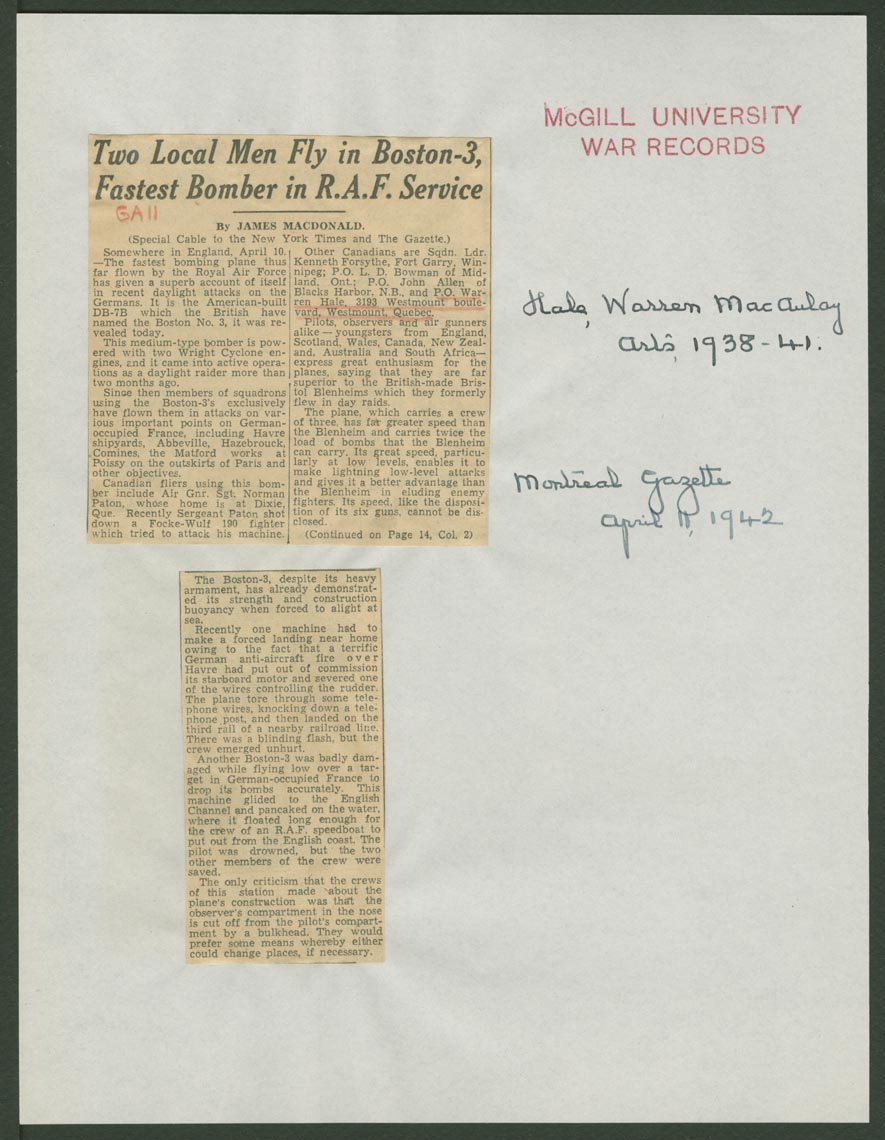 McGILL UNIVERSITY
WAR RECORDS
Two Local Men Fly in Boston-3,
Fastest Bomber in R.A.F. Service
GA11
By JAMES MACDONALD.
(Special Cable to the New York Times and The Gazette.)
Somewhere in England, April 10.
—The fastest bombing plane thus
far flown by the Royal Air Force
has given a superb account of itself
in recent daylight attacks on the
Germans. It is the American-built
DB-7B which the British have
named the Boston No. 3, it was re-
vealed today.
This medium-type bomber is pow-
ered with two Wright Cyclone en-
gines, and it came into active opera-
tions as a daylight raider more than
two months ago.
Since then members of squadrons
using the Boston-3's exclusively
have flown them in attacks on var-
ious important points on German-
occupied France, including Havre
shipyards, Abbeville, Hazebrouck,
Comines, the Matford works at
Poissy on the outskirts of Paris and
other objectives.
Canadian fliers using this bom-
ber include Air Gnr. Sgt. Norman
Paton, whose home is at Dixie,
Que. Recently Sergeant Paton shot
down a Focke-Wulf 190 fighter
which tried to attack his machine.
Other Canadians are Sqdn. Ldr.
Kenneth Forsythe, Fort Garry, Win-
nipeg; P.O. L. D. Bowman of Mid-
land, Ont.; P.O. John Allen of
Blacks Harbor, N.B., and P.O. War-
ren Hale, 3193 Westmount boule-
vard, Westmount, Quebec.
Pilots, observers and air gunners
alike — youngsters from England,
Scotland, Wales, Canada, New Zeal-
and, Australia and South Africa—
express great enthusiasm for the
planes, saying that they are far
superior to the British-made Bris-
tol Blenheims which they formerly
flew in day raids.
The plane, which carries a crew
of three, has far greater speed than
the Blenheim and carries twice the
load of bombs that the Blenheim
can carry. Its great speed, particu-
larly at low levels, enables it to
make lightning low-level attacks
and gives it a better advantage than
the Blenheim in eluding enemy
fighters. Its speed, like the disposi-
tion of its six guns, cannot be dis-
closed.
(Continued on Page 14, Col. 2)
Hale, Warren MacAulay
Arts, 1938-41.
Montreal Gazette
April 11, 1942
The Boston-3, despite its heavy
armament, has already demonstrat-
ed its strength and construction
buoyancy when forced to alight at
sea.
Recently one machine had to
make a forced landing near home
owing to the fact that a terrific
German anti-aircraft fire over
Havre had put out of commission
its starboard motor and severed one
of the wires controlling the rudder.
The plane tore through some tele-
phone wires, knocking down a tele-
phone post, and then landed on the
third rail of a nearby railroad line.
There was a blinding flash, but the
crew emerged unhurt.
Another Boston-3 was badly dam-
aged while flying low over a tar-
get in German-occupied France to
drop its bombs accurately. This
machine glided to the English
Channel and pancaked on the water,
where it floated long enough for
the crew of an R.A.F. speedboat to
put out from the English coast. The
pilot was drowned, but the two
other members of the crew were
saved.
The only criticism that the crews
of this station made about the
plane's construction was that the
observer's compartment in the nose
is cut off from the pilot's compart-
ment by a bulkhead. They would
prefer some means whereby either
could change places, if necessary.